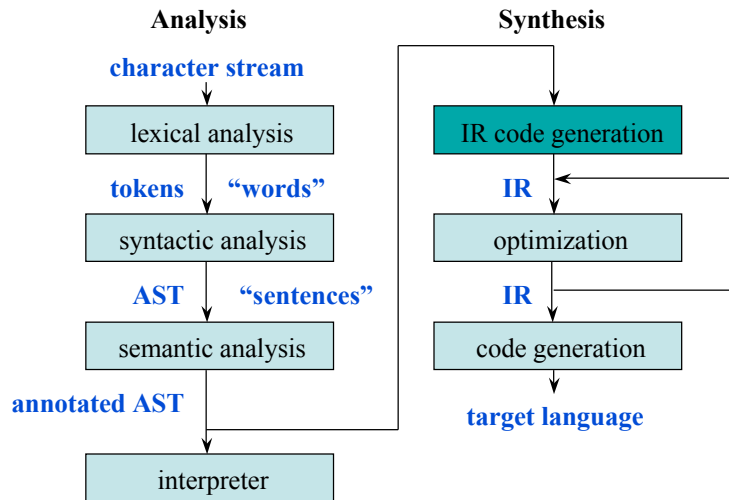 Analysis
character stream
lexical analysis
tokens “words”
syntactic analysis
AST “sentences”
semantic analysis
annotated AST
interpreter
Synthesis
IR code generation
IR
optimization
IR
code generation
target language